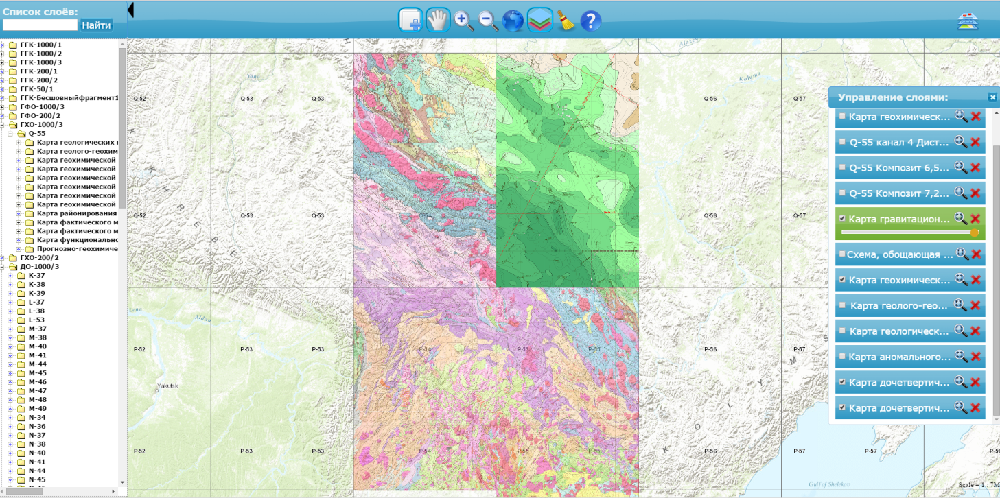 Список слоёв:
Найти
ГГК-1000/1
ГГК-1000/2
ГГК-1000/3
ГГК-200/1
ГГК-200/2
ГГК-50/1
ГГК-Бесшовныйфрагмент1
ГФО-1000/3
ГФО-200/2
ГХО-1000/3
Q-55
Карта геологических
Карта геолого-геохим
Карта геохимической
Карта геохимической
Карта геохимической
Карта геохимической
Карта геохимической
Карта геохимической
Карта районирования
Карта фактического м
Карта фактического м
Карта функционально
Прогнозно-геохимиче
ГХО-200/2
ДО-1000/3
K-37
K-38
K-39
L-37
L-38
L-53
M-37
M-38
M-40
M-41
M-44
M-45
M-46
M-47
M-48
M-49
N-34
N-36
N-37
N-38
N-40
N-41
N-44
N-45
Yana
Kolyma
Q-52
Q-53
Q-53
Q-56
Q-57
Q-52
Q-53
Q-53
Q-56
Q-57
Lena
Aldan
P-52
P-53
P-53
P-54
P-55
P-55
P-56
P-57
Yakutsk
P-52
P-53
P-53
P-54
P-55
P-55
P-56
P-57
P-57
Gulf of Shelekov
Scale = 1 : 7M
Управление слоями:
Карта геохимическ...
Q-55 канал 4 Дист...
Q-55 Композит 6,5...
Q-55 Композит 7,2...
Карта гравитацион...
Схема, обощающая ...
Карта геохимическ...
Карта геолого-гео...
Карта геологическ...
Карта аномального...
Карта дочетвертич...
Карта дочетвертич...